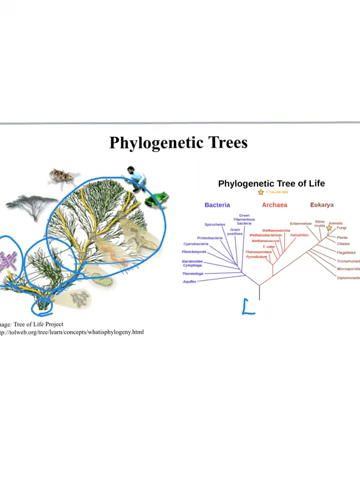 Phylogenetic Trees
Phylogenetic Tree of Life
Bacteria
Archaea
Eukarya
Green
Filamentous
bacteria
Spirochetes
Gram
positives
Proteobacteria
Cyanobacteria
Planctomyces
Bacteroides
Cytophaga
Thermotoga
Aquifex
Methanosarcina
Methanobacterium
Methanococcus
T. celer
Thermoproteus
Pyrodicticum
Halophiles
Entamoebae
Slime
molds
Animals
Fungi
Plants
Ciliates
Flagellates
Trichomonads
Microsporidia
Diplomonads
L
mage: Tree of Life Project
tp://tolweb.org/tree/learn/concepts/whatisphylogeny.html